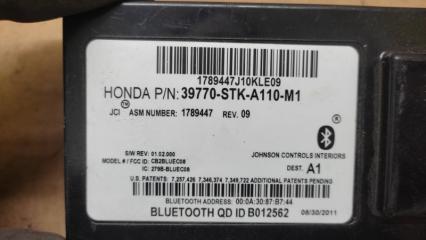 1789447J10KLE09
HONDA P/N: 39770-STK-A110-M1
JCI™ ASM NUMBER: 1789447 REV. 09
S/W REV: 01.02.000
MODEL # / FCC ID: CB2BLUEC08
IC: 279B-BLUEC08
JOHNSON CONTROLS INTERIORS
DEST. A1
U.S. PATENTS: 7,257,426 7,346,374 7,349,722 ADDITIONAL PATENTS PENDING
BLUETOOTH ADDRESS: 00:0A:30:87:B7:44
BLUETOOTH QD ID B012562
08/30/2011